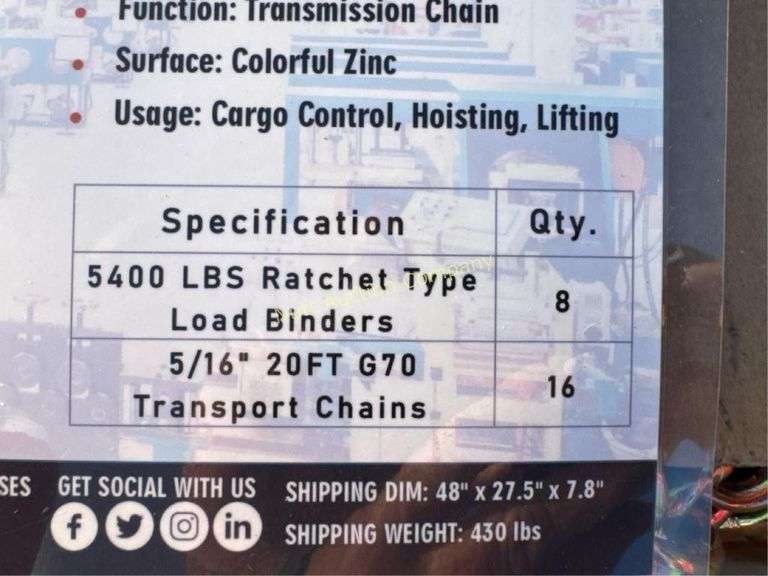 Function: Transmission Chain
Surface: Colorful Zinc
Usage: Cargo Control, Hoisting, Lifting
Specification Qty.
5400 LBS Ratchet Type
Load Binders 8
5/16" 20FT G70
Transport Chains 16
SES GET SOCIAL WITH US SHIPPING DIM: 48" x 27.5" x 7.8"
SHIPPING WEIGHT: 430 lbs